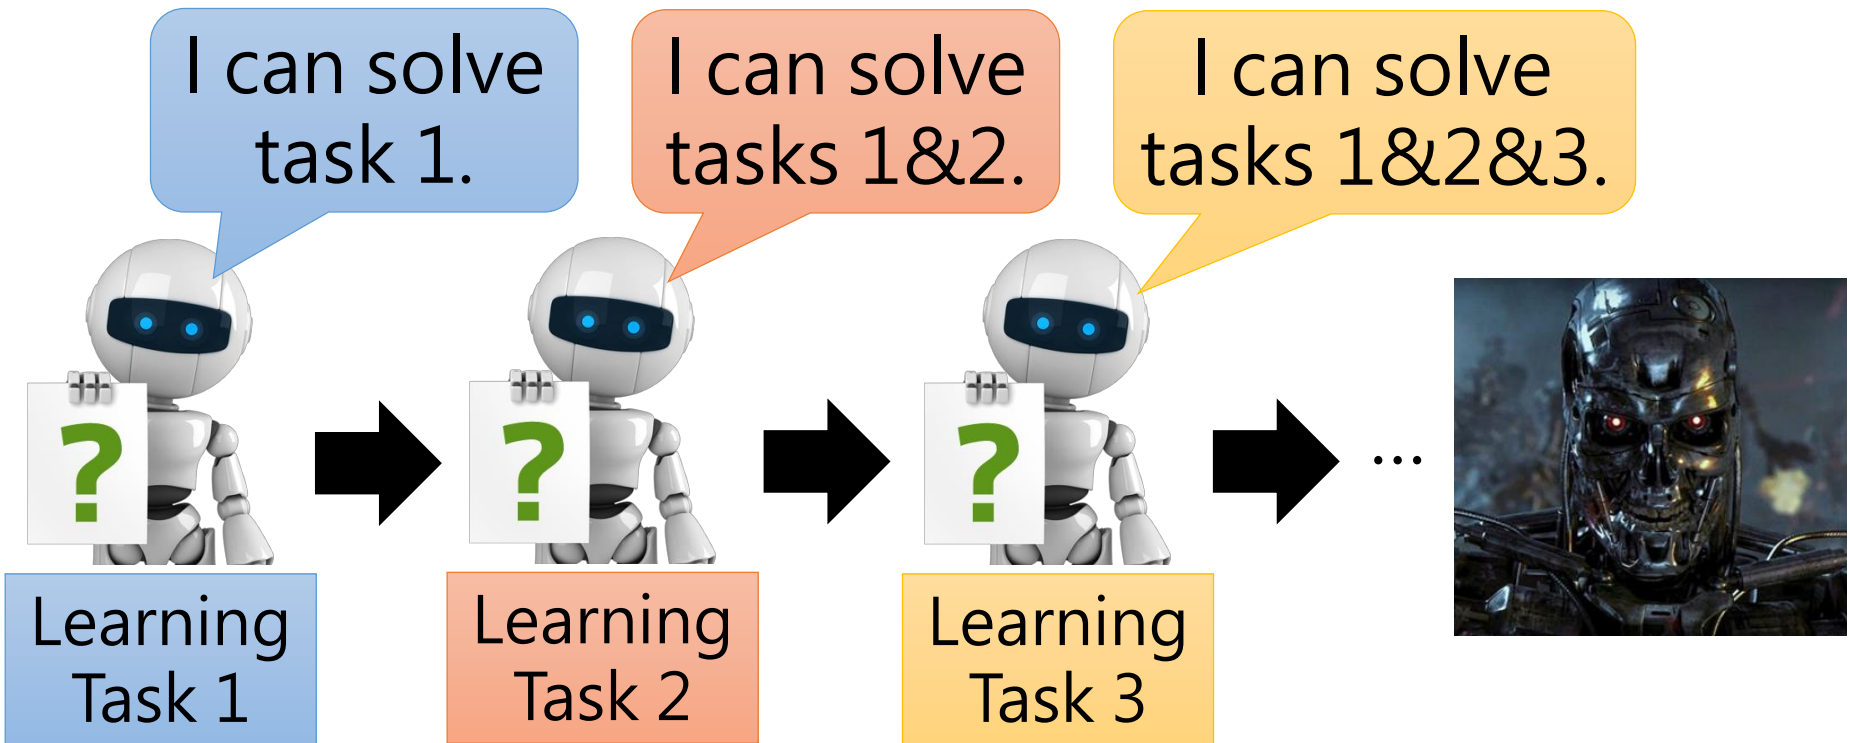 I can solve
task 1.
I can solve
tasks 1&2.
I can solve
tasks 1&2&3.
?
?
?
...
Learning
Task 1
Learning
Task 2
Learning
Task 3